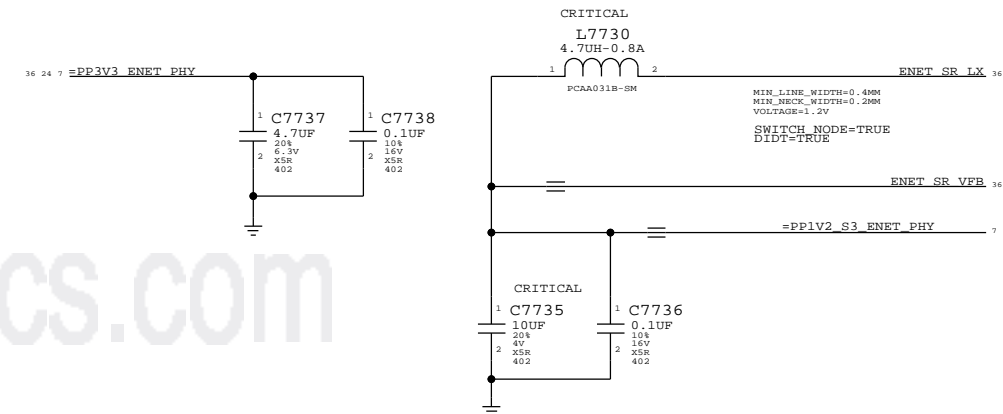 36 24 7 =PP3V3_ENET_PHY
1 C7737
4.7UF
20%
6.3V
2 X5R
402
1 C7738
0.1UF
10%
16V
2 X5R
402
CRITICAL
L7730
4.7UH-0.8A
1 2
PCAA031B-SM
ENET_SR_LX 36
MIN_LINE_WIDTH=0.4MM
MIN_NECK_WIDTH=0.2MM
VOLTAGE=1.2V
SWITCH_NODE=TRUE
DIDT=TRUE
ENET_SR_VFB 36
=PP1V2_S3_ENET_PHY 7
CRITICAL
1 C7735
10UF
20%
4V
2 X5R
402
1 C7736
0.1UF
10%
16V
2 X5R
402
cs.com